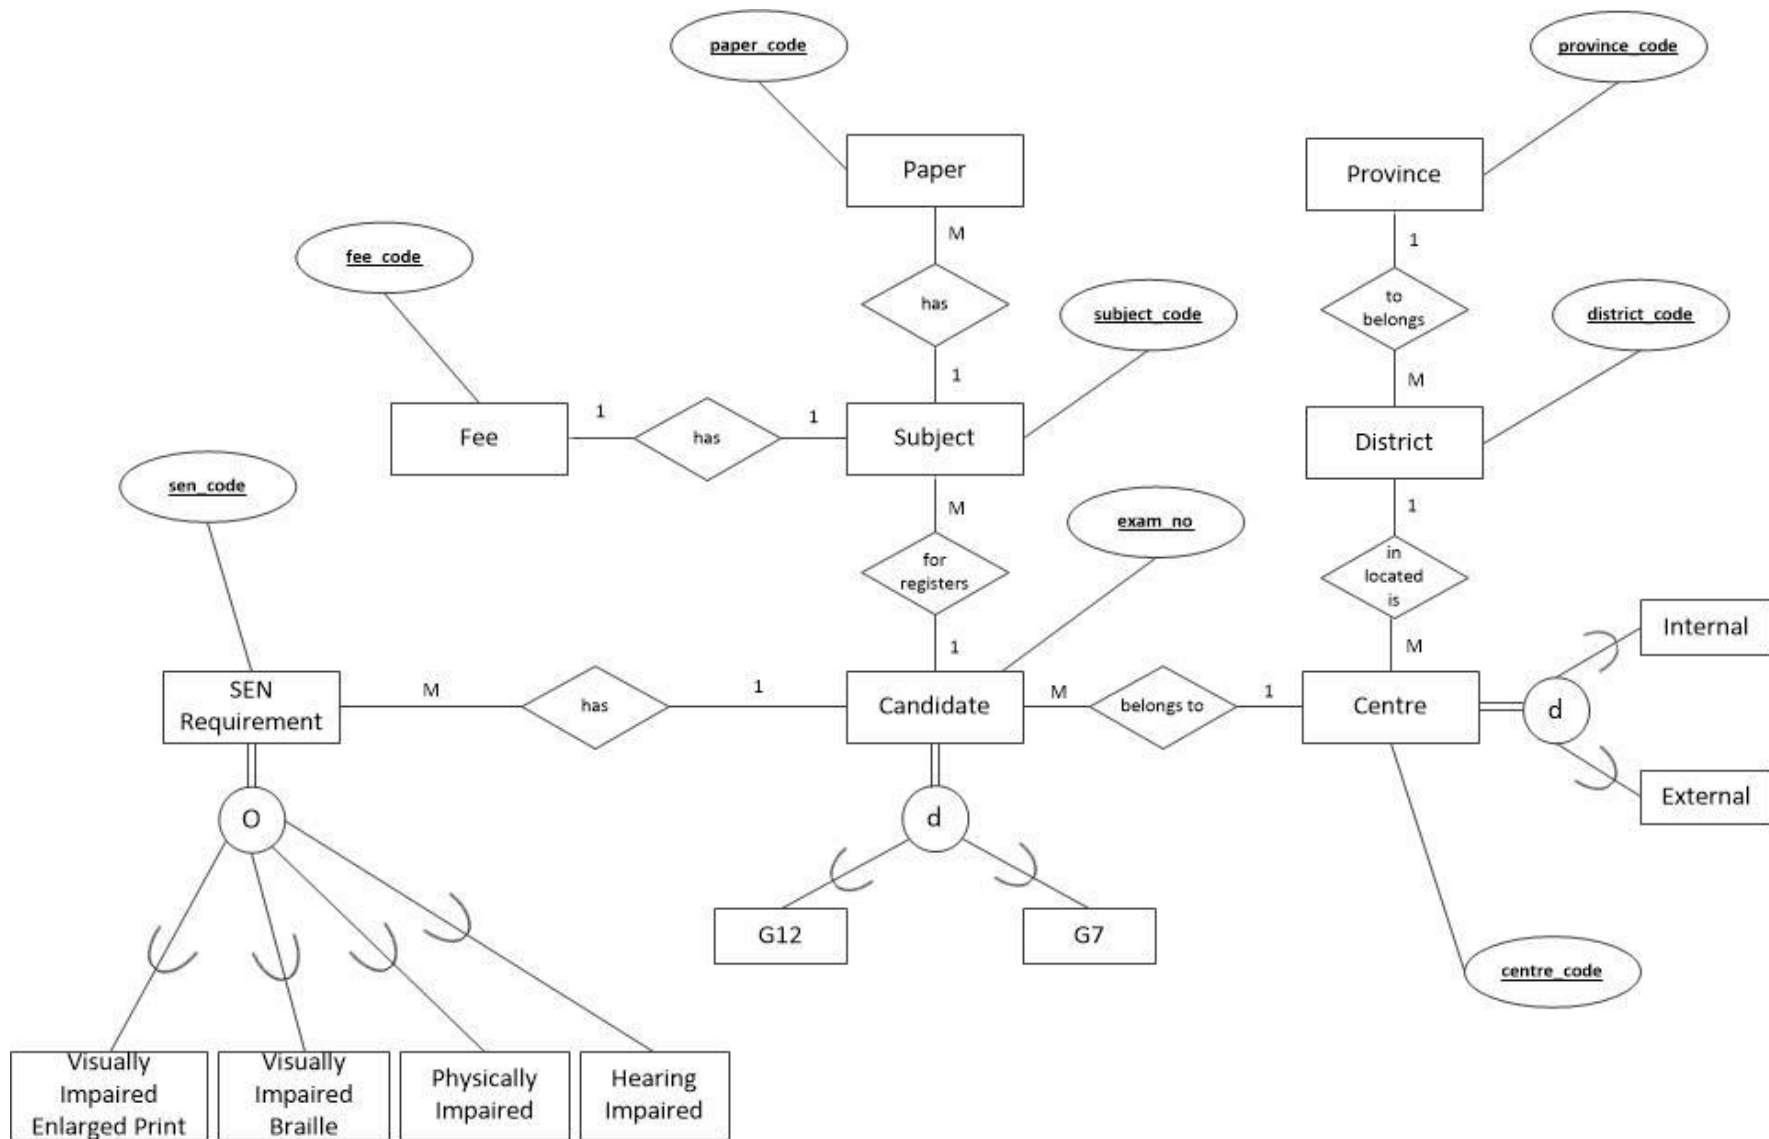 paper_code
province_code
Paper
Province
M
1
fee_code
has
to
belongs
subject_code
district_code
1
M
Fee
1
has
1
Subject
District
sen_code
M
exam_no
1
for
registers
in
located
is
1
M
Internal
SEN
Requirement
M
has
1
Candidate
M
belongs to
1
Centre
d
External
O
d
G12
G7
centre_code
Visually
Impaired
Enlarged Print
Visually
Impaired
Braille
Physically
Impaired
Hearing
Impaired